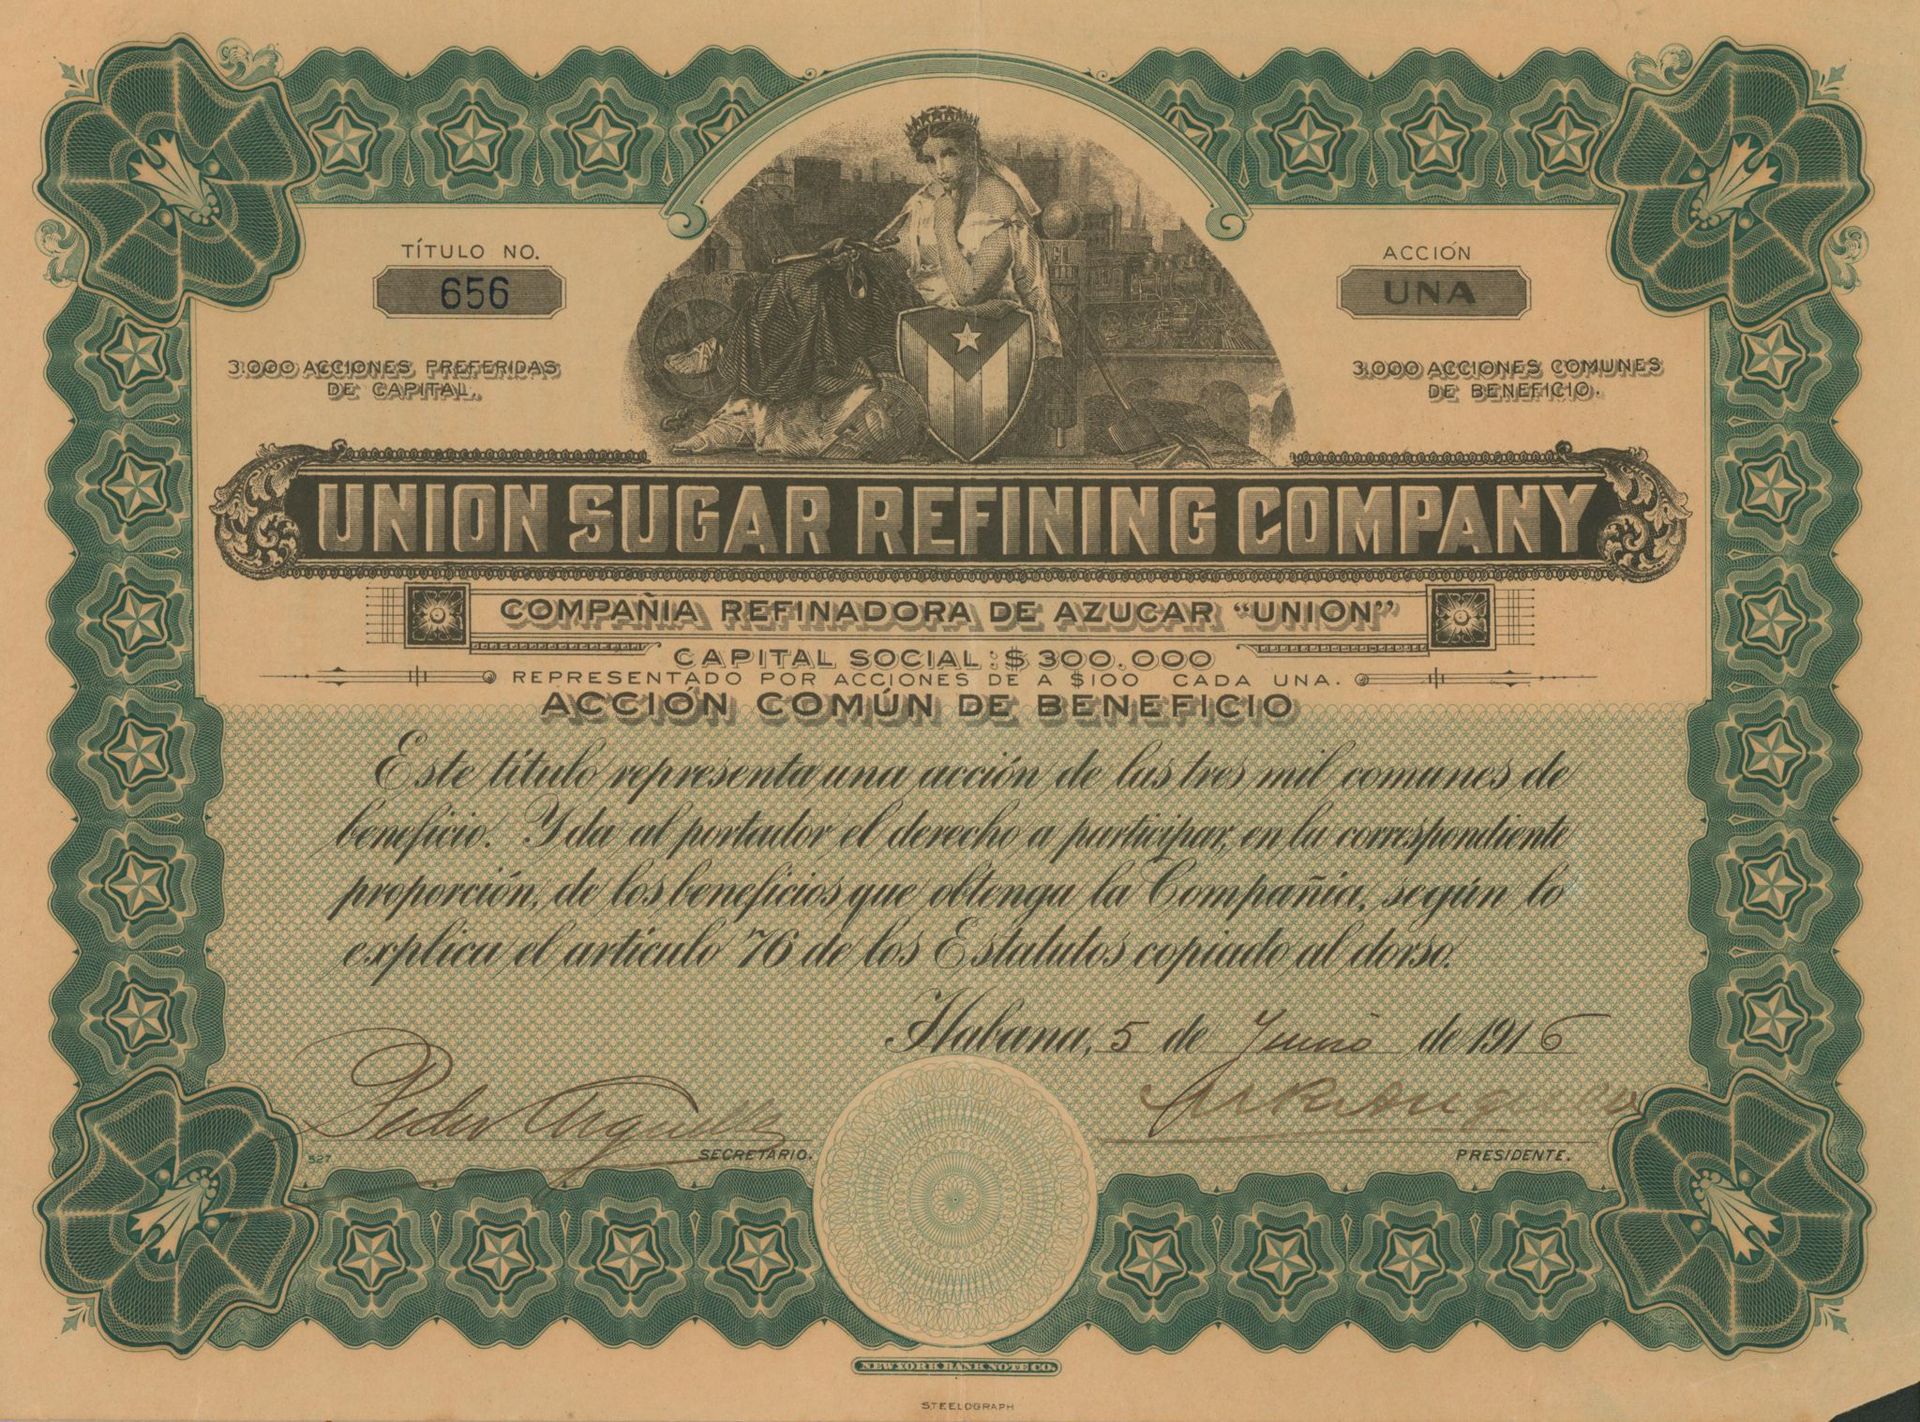 TÍTULO NO.
656
ACCIÓN
UNA
3.000 ACCIONES PREFERIDAS
DE CAPITAL.
3.000 ACCIONES COMUNES
DE BENEFICIO.
UNION SUGAR REFINING COMPANY
COMPAÑIA REFINADORA DE AZUCAR “UNION”
CAPITAL SOCIAL: $300.000
REPRESENTADO POR ACCIONES DE A $100 CADA UNA.
ACCIÓN COMÚN DE BENEFICIO
Este título representa una acción de las tres mil comunes de
beneficio. Y da al portador el derecho a participar, en la correspondiente
proporción, de los beneficios que obtenga la Compañía, según lo
explica el artículo 76 de los Estatutos copiado al dorso.
Habana, 5 de Junio de 1916
Pedro
527
SECRETARIO.
PRESIDENTE.
NEW YORK BANK NOTE CO.
STEELOGRAPH